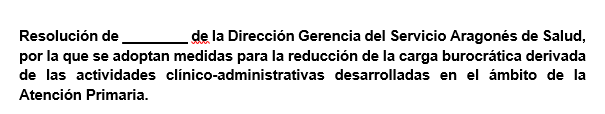 Resolución de ________ de la Dirección Gerencia del Servicio Aragonés de Salud,
por la que se adoptan medidas para la reducción de la carga burocrática derivada
de las actividades clínico-administrativas desarrolladas en el ámbito de la
Atención Primaria.